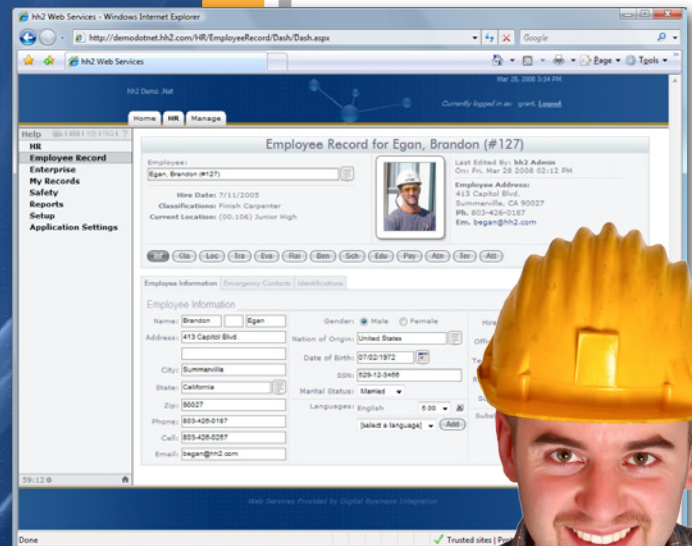 hh2 Web Services - Windows Internet Explorer
http://demodotnet.hh2.com/HR/EmployeeRecord/Dash/Dash.aspx
Google
hh2 Web Services
Page
Tools
hh2 Demo .Net
Mar 28, 2008 3:14 PM
Currently logged in as: grant. Logout
Home HR Manage
Help
HR
Employee Record
Enterprise
My Records
Safety
Reports
Setup
Application Settings
Employee Record for Egan, Brandon (#127)
Employee:
Egan, Brandon (#127)
Hire Date: 7/11/2005
Classifications: Finish Carpenter
Current Location: (00.106) Junior High
Last Edited By: hh2 Admin
On: Fri, Mar 28 2008 02:12 PM
Employee Address:
413 Capitol Blvd.
Summerville, CA 90027
Ph. 803-426-0187
Em. began@hh2.com
Inf Cla Loc Tra Eva Rai Ben Sch Edu Pay Atn Ter Att
Employee Information Emergency Contacts Identifications
Employee Information
Name: Brandon Egan
Address: 413 Capitol Blvd.
City: Summerville
State: California
Zip: 90027
Phone: 803-426-0187
Cell: 803-426-0257
Email: began@hh2.com
Gender: Male Female
Nation of Origin: United States
Date of Birth: 07/02/1972
SSN: 629-12-3456
Marital Status: Married
Languages: English 5.00
[select a language] Add
Hire
59:12
Web Services Provided by Digital Business Integration
Done
Trusted sites